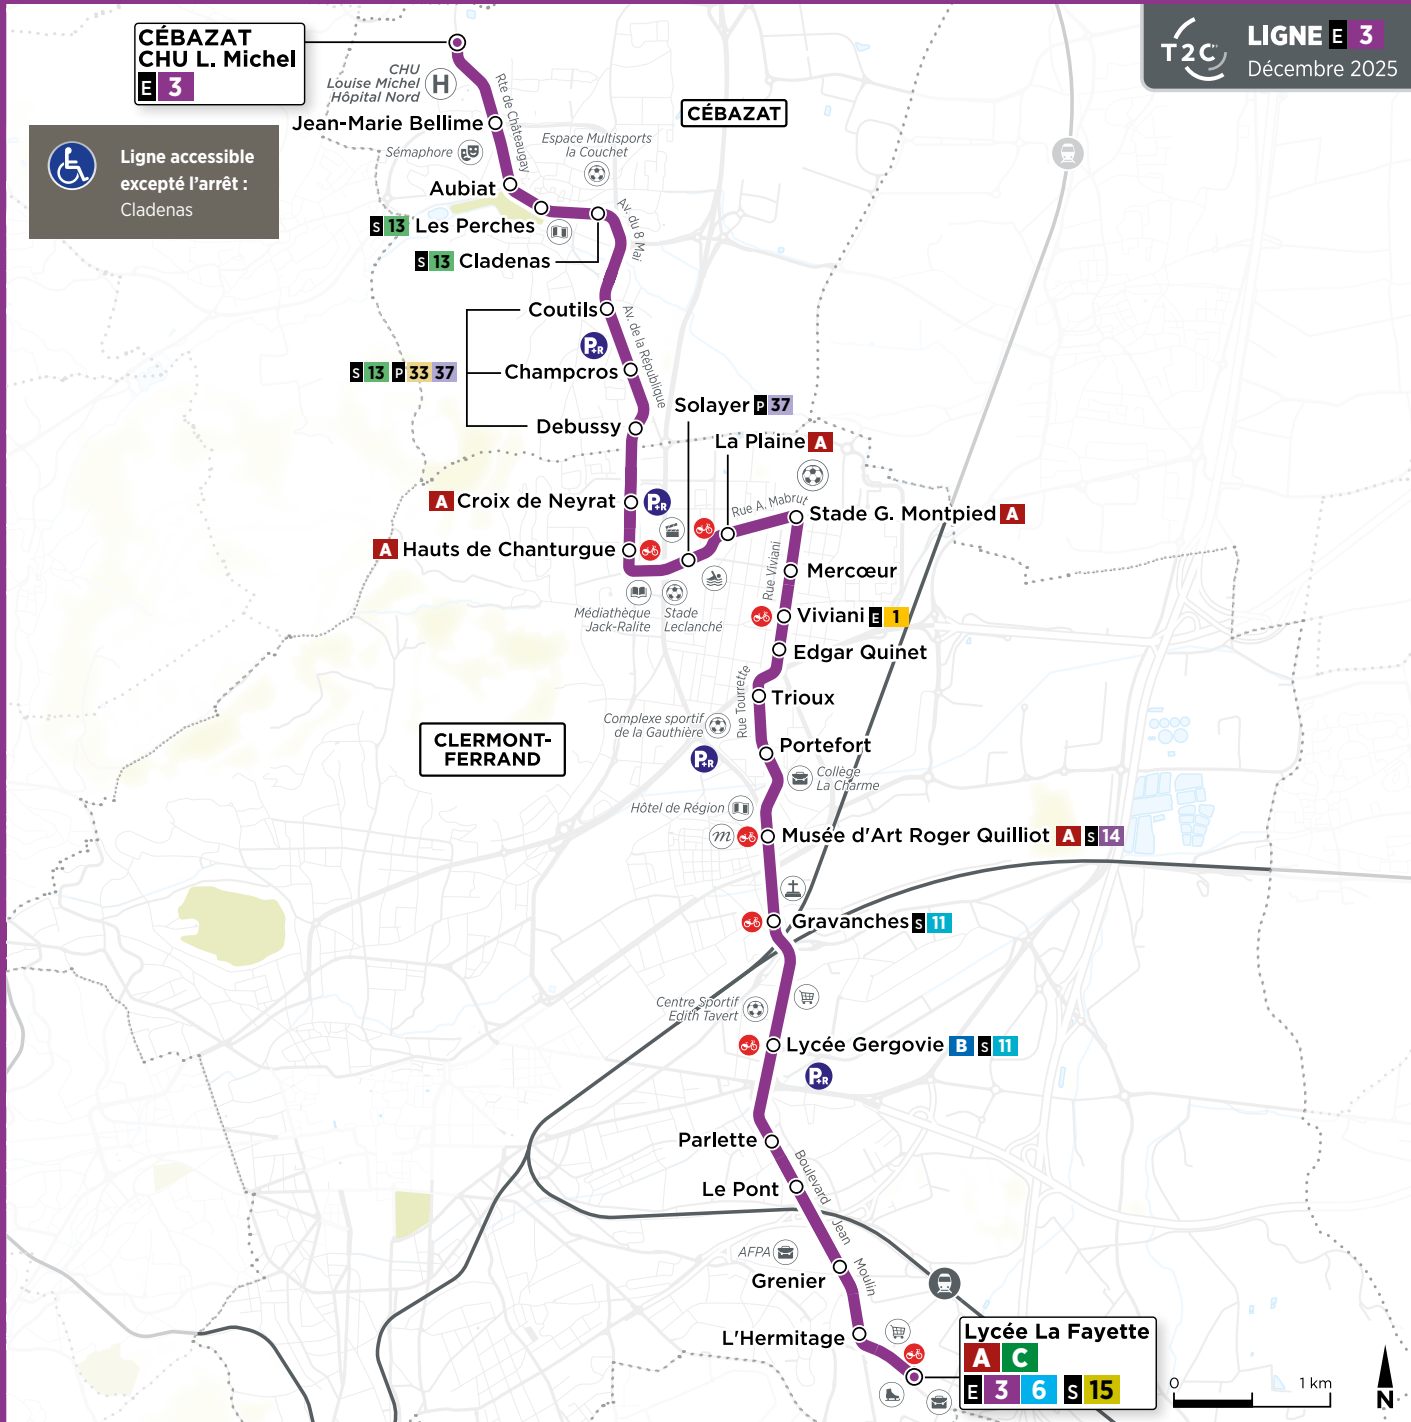 CÉBAZAT
CHU L. Michel
E 3
T2C
LIGNE E 3
Décembre 2025
Ligne accessible
excepté l'arrêt :
Cladenas
CHU
Louise Michel
Hôpital Nord
H
Rte de Châteaugay
CÉBAZAT
Jean-Marie Bellime
Sémaphore
Espace Multisports
la Couchet
Aubiat
Av. du 8 Mai
S 13 Les Perches
S 13 Cladenas
Coutils
Av. de la République
P+R
S 13 P 33 37
Champcros
Solayer P 37
Debussy
La Plaine A
A Croix de Neyrat
P+R
Rue A. Mabrut
Stade G. Montpied A
A Hauts de Chanturgue
Rue Viviani
Mercœur
Médiathèque
Jack-Ralite
Stade
Leclanché
Viviani E 1
Edgar Quinet
Rue Tourrette
Trioux
Complexe sportif
de la Gauthière
CLERMONT-
FERRAND
P+R
Portefort
Collège
La Charme
Hôtel de Région
m
Musée d'Art Roger Quilliot A S 14
Gravanches S 11
Centre Sportif
Edith Tavert
Lycée Gergovie B S 11
P+R
Parlette
Le Pont
Boulevard Jean Moulin
AFPA
Grenier
L'Hermitage
Lycée La Fayette
A C
E 3 6 S 15
0 1 km
N